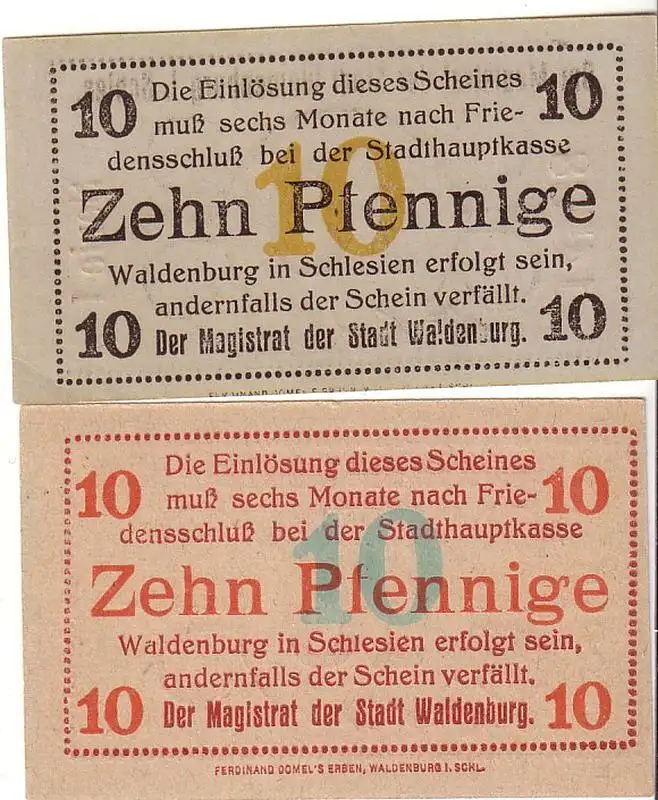 10 Die Einlösung dieses Scheines 10
muß sechs Monate nach Frie-
densschluß bei der Stadthauptkasse
10
Zehn Pfennige
Waldenburg in Schlesien erfolgt sein,
andernfalls der Schein verfällt.
10 Der Magistrat der Stadt Waldenburg. 10
10 Die Einlösung dieses Scheines 10
muß sechs Monate nach Frie-
densschluß bei der Stadthauptkasse
10
Zehn Pfennige
Waldenburg in Schlesien erfolgt sein,
andernfalls der Schein verfällt.
10 Der Magistrat der Stadt Waldenburg. 10
FERDINAND DOMEL'S ERBEN, WALDENBURG I. SCHL.